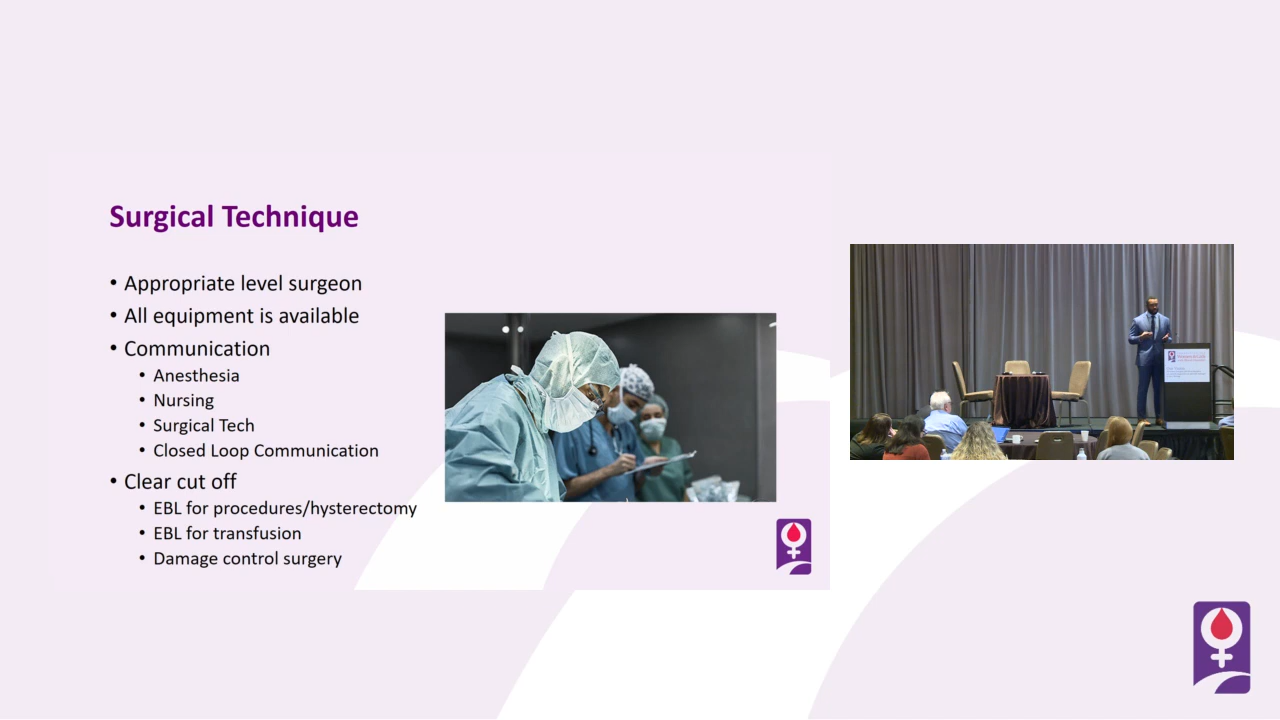 Surgical Technique
• Appropriate level surgeon
• All equipment is available
• Communication
• Anesthesia
• Nursing
• Surgical Tech
• Closed Loop Communication
• Clear cut off
• EBL for procedures/hysterectomy
• EBL for transfusion
• Damage control surgery